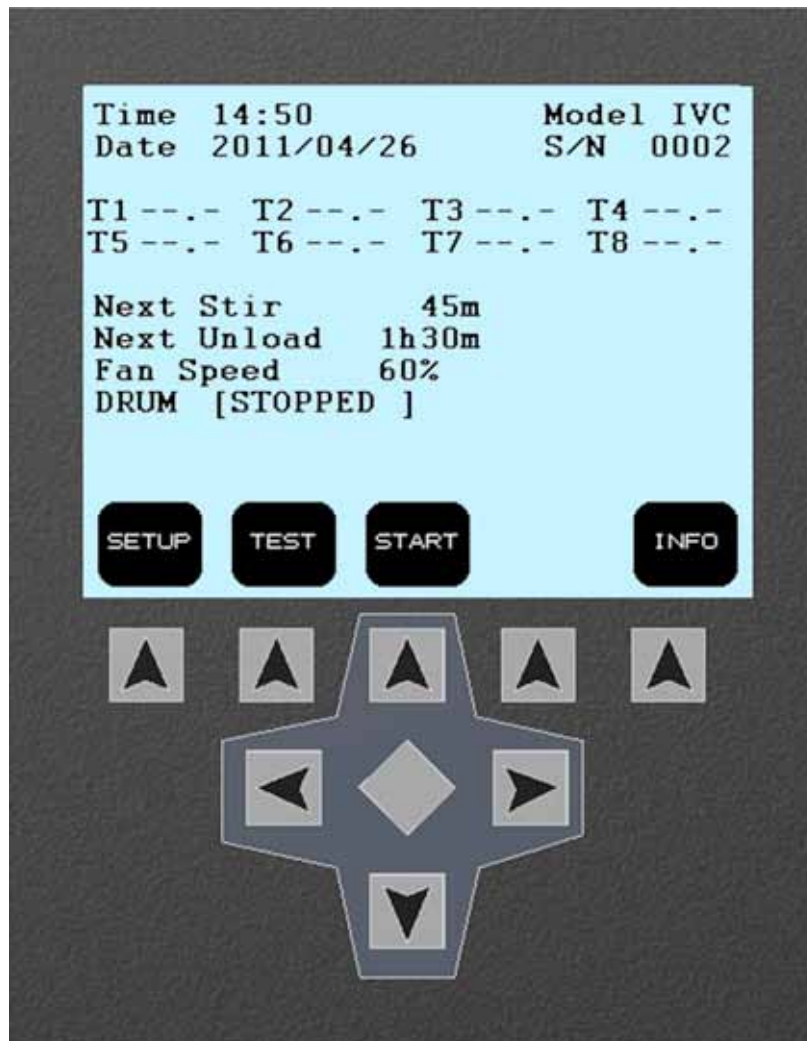 Time 14:50 Model IVC
Date 2011/04/26 S/N 0002
T1 --.- T2 --.- T3 --.- T4 --.-
T5 --.- T6 --.- T7 --.- T8 --.-
Next Stir 45m
Next Unload 1h30m
Fan Speed 60%
DRUM [STOPPED ]
SETUP TEST START INFO